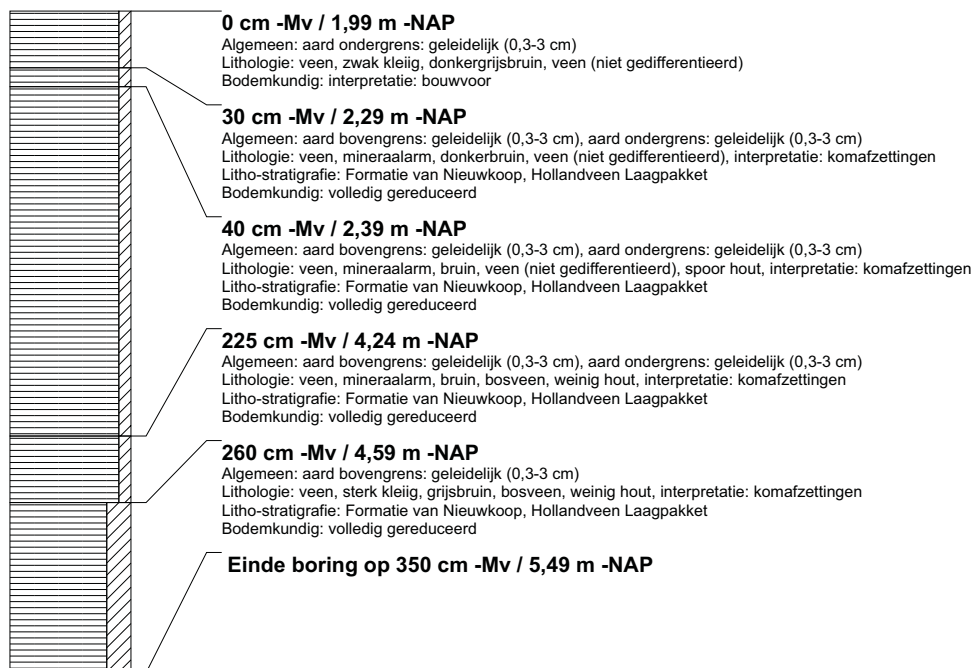 0 cm -Mv / 1,99 m -NAP
Algemeen: aard ondergrens: geleidelijk (0,3-3 cm)
Lithologie: veen, zwak kleiig, donkergrijsbruin, veen (niet gedifferentieerd)
Bodemkundig: interpretatie: bouwvoor
30 cm -Mv / 2,29 m -NAP
Algemeen: aard bovengrens: geleidelijk (0,3-3 cm), aard ondergrens: geleidelijk (0,3-3 cm)
Lithologie: veen, mineraalarm, donkerbruin, veen (niet gedifferentieerd), interpretatie: komafzettingen
Litho-stratigrafie: Formatie van Nieuwkoop, Hollandveen Laagpakket
Bodemkundig: volledig gereduceerd
40 cm -Mv / 2,39 m -NAP
Algemeen: aard bovengrens: geleidelijk (0,3-3 cm), aard ondergrens: geleidelijk (0,3-3 cm)
Lithologie: veen, mineraalarm, bruin, veen (niet gedifferentieerd), spoor hout, interpretatie: komafzettingen
Litho-stratigrafie: Formatie van Nieuwkoop, Hollandveen Laagpakket
Bodemkundig: volledig gereduceerd
225 cm -Mv / 4,24 m -NAP
Algemeen: aard bovengrens: geleidelijk (0,3-3 cm), aard ondergrens: geleidelijk (0,3-3 cm)
Lithologie: veen, mineraalarm, bruin, bosveen, weinig hout, interpretatie: komafzettingen
Litho-stratigrafie: Formatie van Nieuwkoop, Hollandveen Laagpakket
Bodemkundig: volledig gereduceerd
260 cm -Mv / 4,59 m -NAP
Algemeen: aard bovengrens: geleidelijk (0,3-3 cm)
Lithologie: veen, sterk kleiig, grijsbruin, bosveen, weinig hout, interpretatie: komafzettingen
Litho-stratigrafie: Formatie van Nieuwkoop, Hollandveen Laagpakket
Bodemkundig: volledig gereduceerd
Einde boring op 350 cm -Mv / 5,49 m -NAP